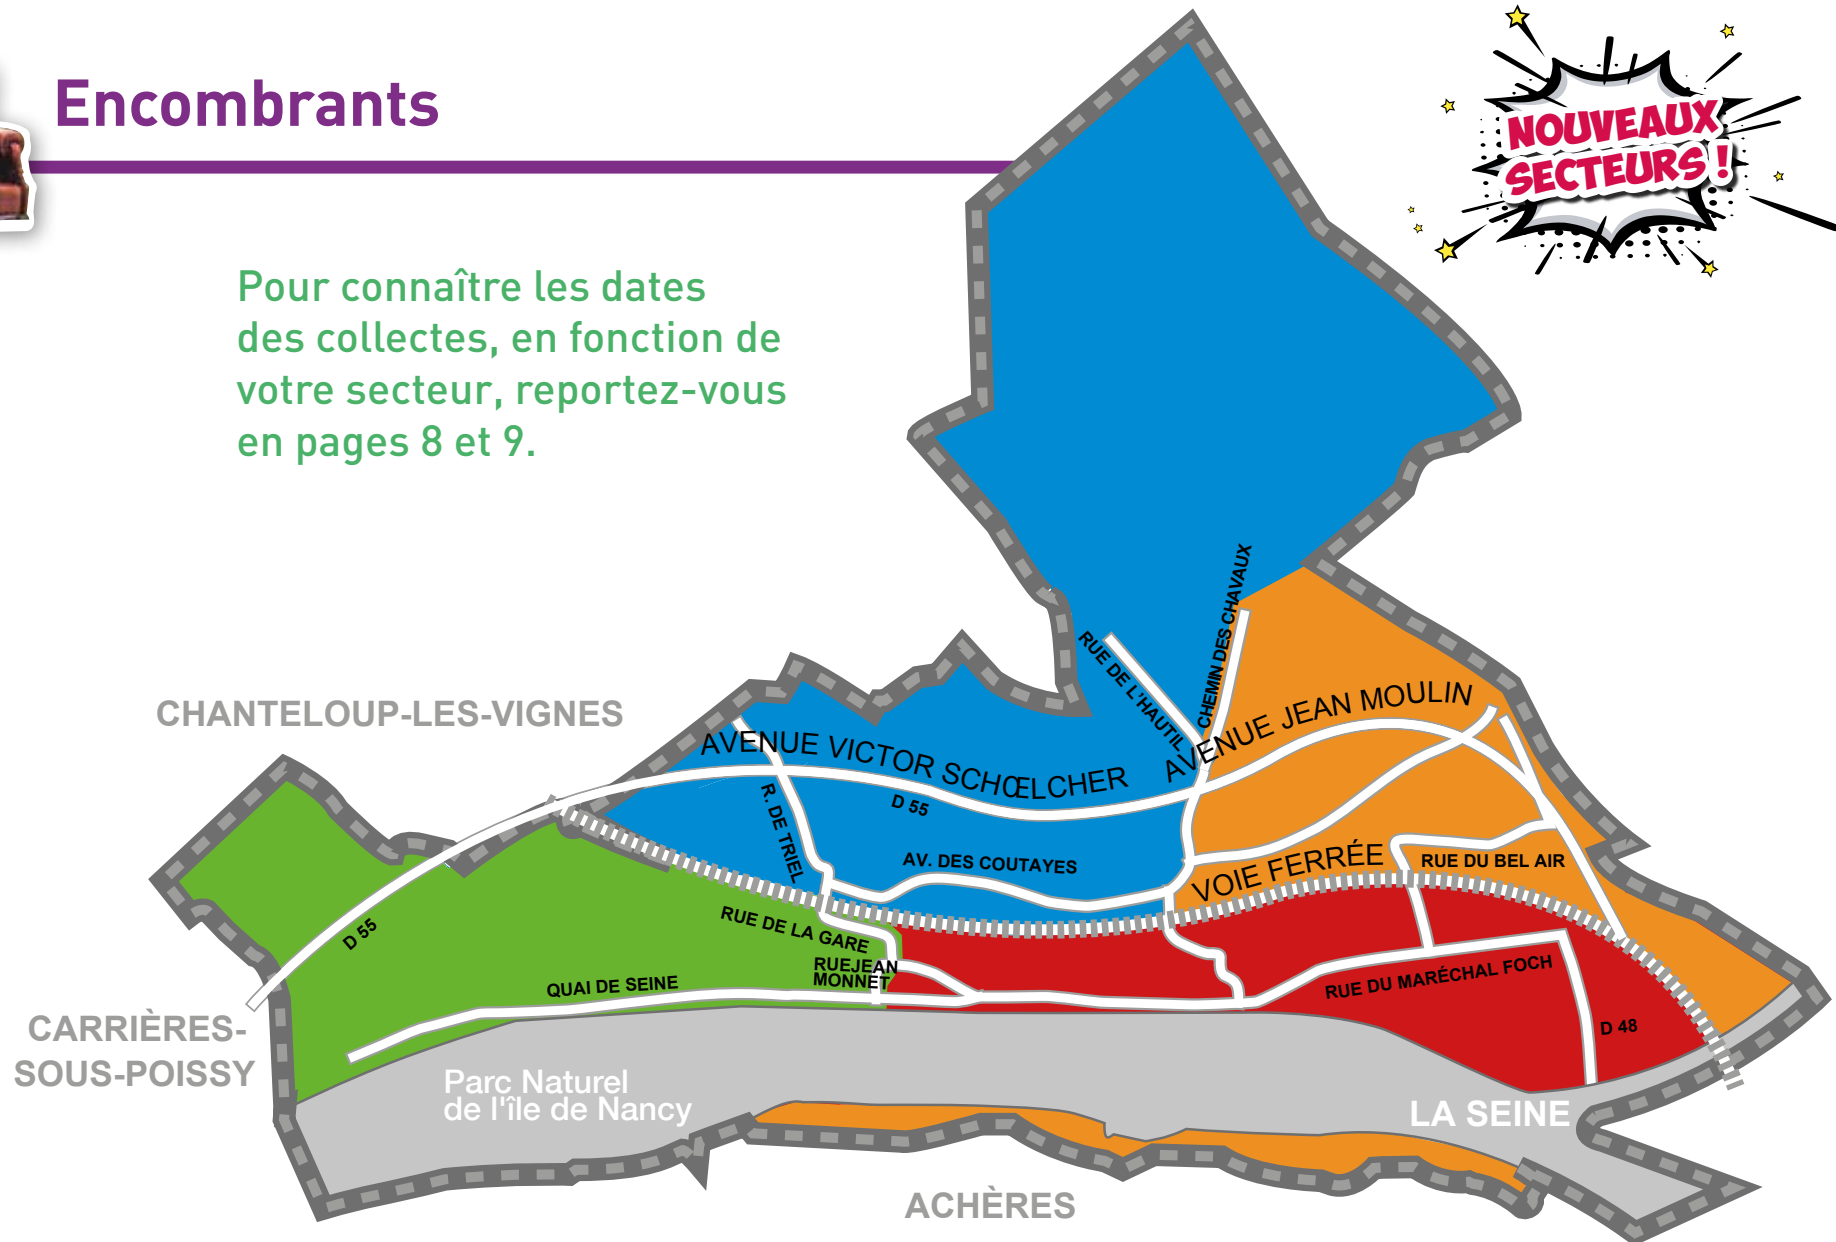 Encombrants
NOUVEAUX
SECTEURS !
Pour connaître les dates
des collectes, en fonction de
votre secteur, reportez-vous
en pages 8 et 9.
CHEMIN DES CHAVAUX
RUE DE L'HAUTIL
CHANTELOUP-LES-VIGNES
AVENUE JEAN MOULIN
AVENUE VICTOR SCHŒLCHER
D 55
R. DE TRIEL
AV. DES COUTAYES
VOIE FERRÉE
RUE DU BEL AIR
RUE DE LA GARE
D 55
RUEJEAN
MONNET
QUAI DE SEINE
RUE DU MARÉCHAL FOCH
D 48
CARRIÈRES-
SOUS-POISSY
Parc Naturel
de l'île de Nancy
LA SEINE
ACHÈRES